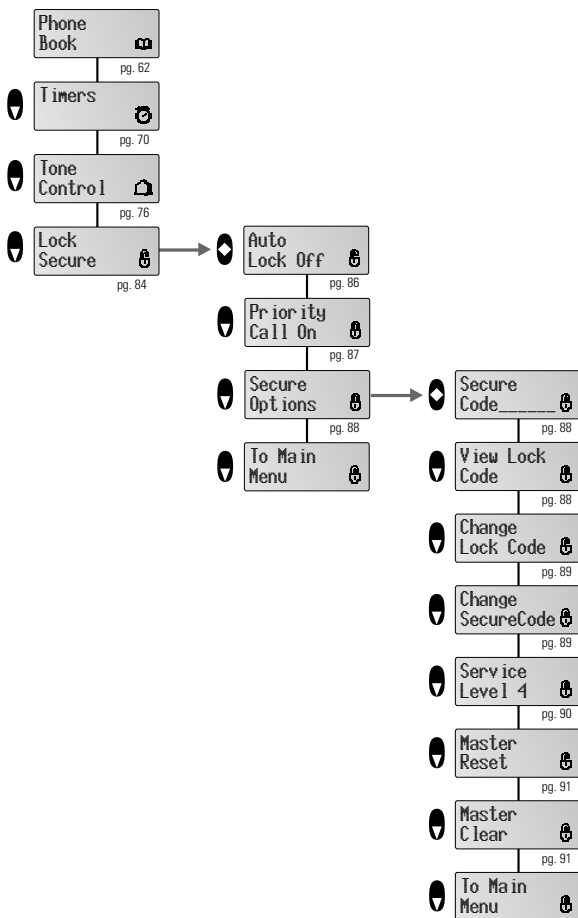 Phone
Book
pg. 62
Timers
pg. 70
Tone
Control
pg. 76
Lock
Secure
pg. 84
Auto
Lock Off
pg. 86
Priority
Call On
pg. 87
Secure
Options
pg. 88
To Main
Menu
Secure
Code______
pg. 88
View Lock
Code
pg. 88
Change
Lock Code
pg. 89
Change
SecureCode
pg. 89
Service
Level 4
pg. 90
Master
Reset
pg. 91
Master
Clear
pg. 91
To Main
Menu